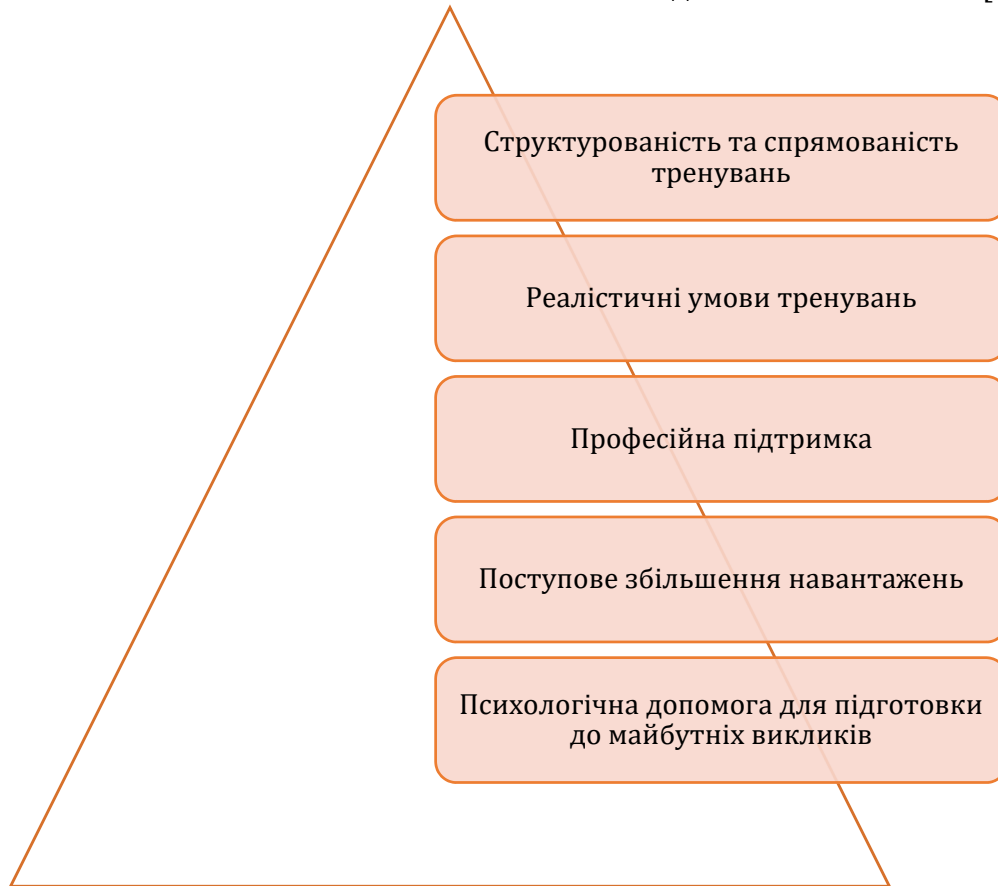 Структурованість та спрямованість
тренувань
Реалістичні умови тренувань
Професійна підтримка
Поступове збільшення навантажень
Психологічна допомога для підготовки
до майбутніх викликів